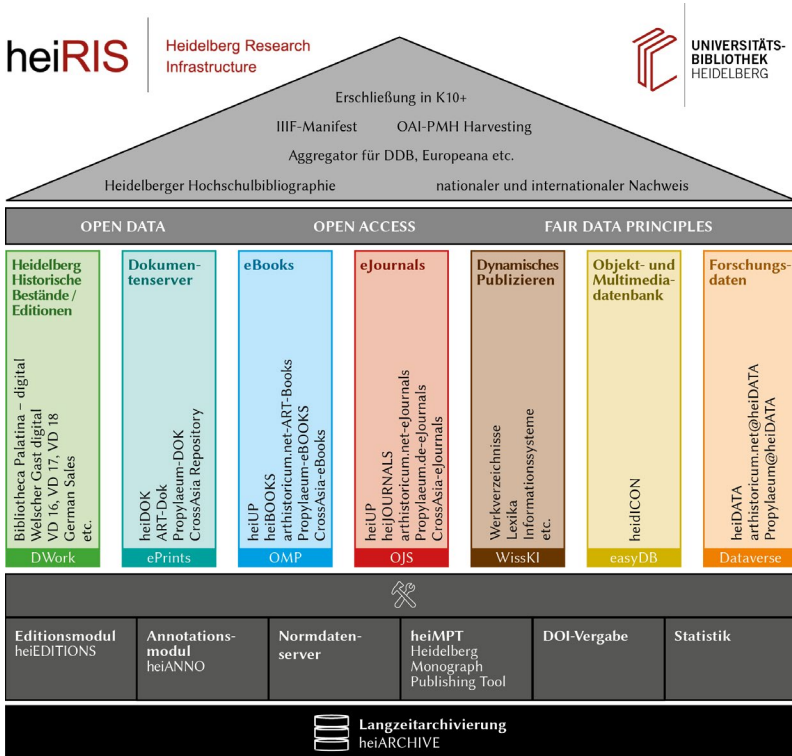 heiRIS
Heidelberg Research
Infrastructure
UNIVERSITÄTS-
BIBLIOTHEK
HEIDELBERG
Erschließung in K10+
IIIF-Manifest OAI-PMH Harvesting
Aggregator für DDB, Europeana etc.
Heidelberger Hochschulbibliographie nationaler und internationaler Nachweis
OPEN DATA OPEN ACCESS FAIR DATA PRINCIPLES
Heidelberg
Historische
Bestände /
Editionen
Bibliotheca Palatina – digital
Welscher Gast digital
VD 16, VD 17, VD 18
German Sales
etc.
DWork
Dokumen-
tenserver
heiDOK
ART-Dok
Propylaeum-DOK
CrossAsia Repository
ePrints
eBooks
heiUP
heiBOOKS
arthistoricum.net-ART-Books
Propylaeum-eBOOKS
CrossAsia-eBooks
OMP
eJournals
heiUP
heiJOURNALS
arthistoricum.net-eJournals
Propylaeum.de-eJournals
CrossAsia-eJournals
OJS
Dynamisches
Publizieren
Werkverzeichnisse
Lexika
Informationssysteme
etc.
WissKI
Objekt- und
Multimedia-
datenbank
heidICON
easyDB
Forschungs-
daten
heiDATA
arthistoricum.net@heiDATA
Propylaeum@heiDATA
Dataverse
Editionsmodul
heiEDITIONS
Annotations-
modul
heiANNO
Normdaten-
server
heiMPT
Heidelberg
Monograph
Publishing Tool
DOI-Vergabe
Statistik
Langzeitarchivierung
heiARCHIVE